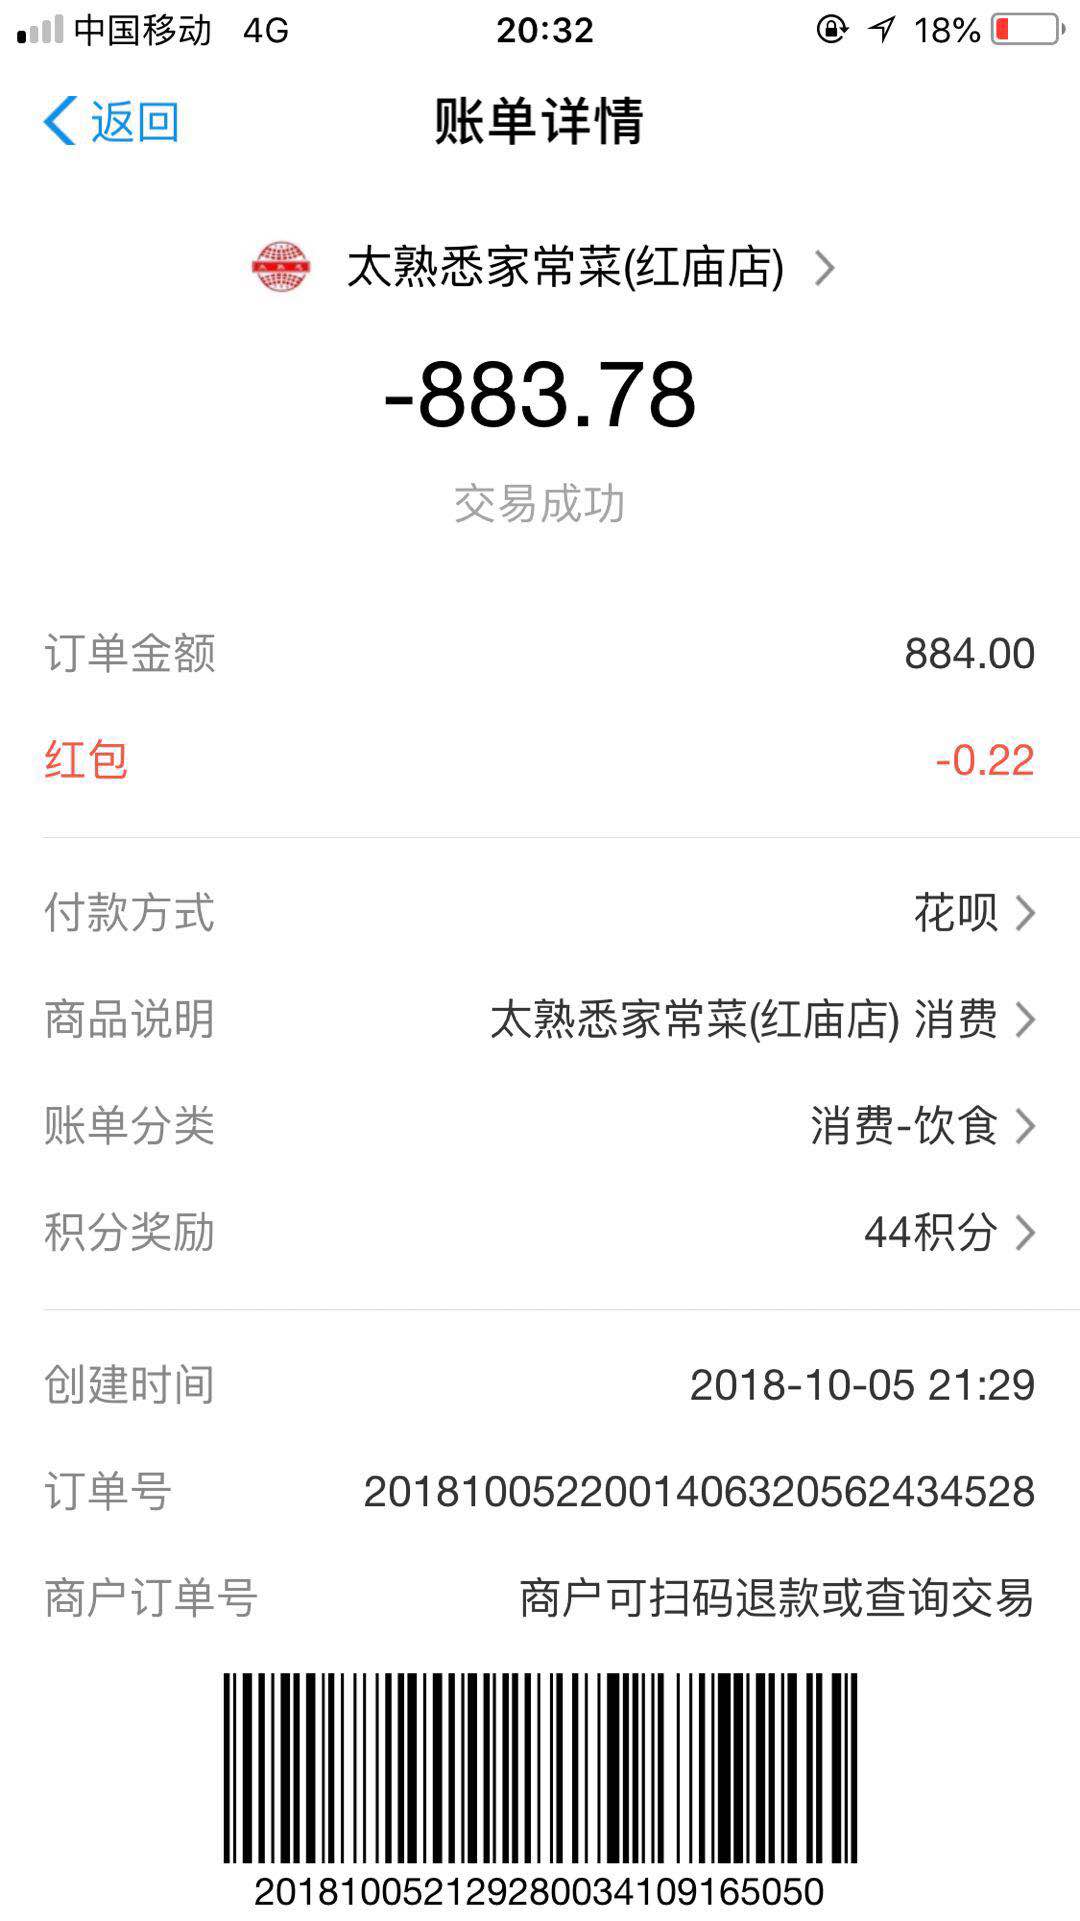 中国移动 4G 20:32 18%
返回 账单详情
太熟悉家常菜(红庙店)
-883.78
交易成功
订单金额 884.00
红包 -0.22
付款方式 花呗
商品说明 太熟悉家常菜(红庙店) 消费
账单分类 消费-饮食
积分奖励 44积分
创建时间 2018-10-05 21:29
订单号 2018100522001406320562434528
商户订单号 商户可扫码退款或查询交易
20181005212928003410​9165050